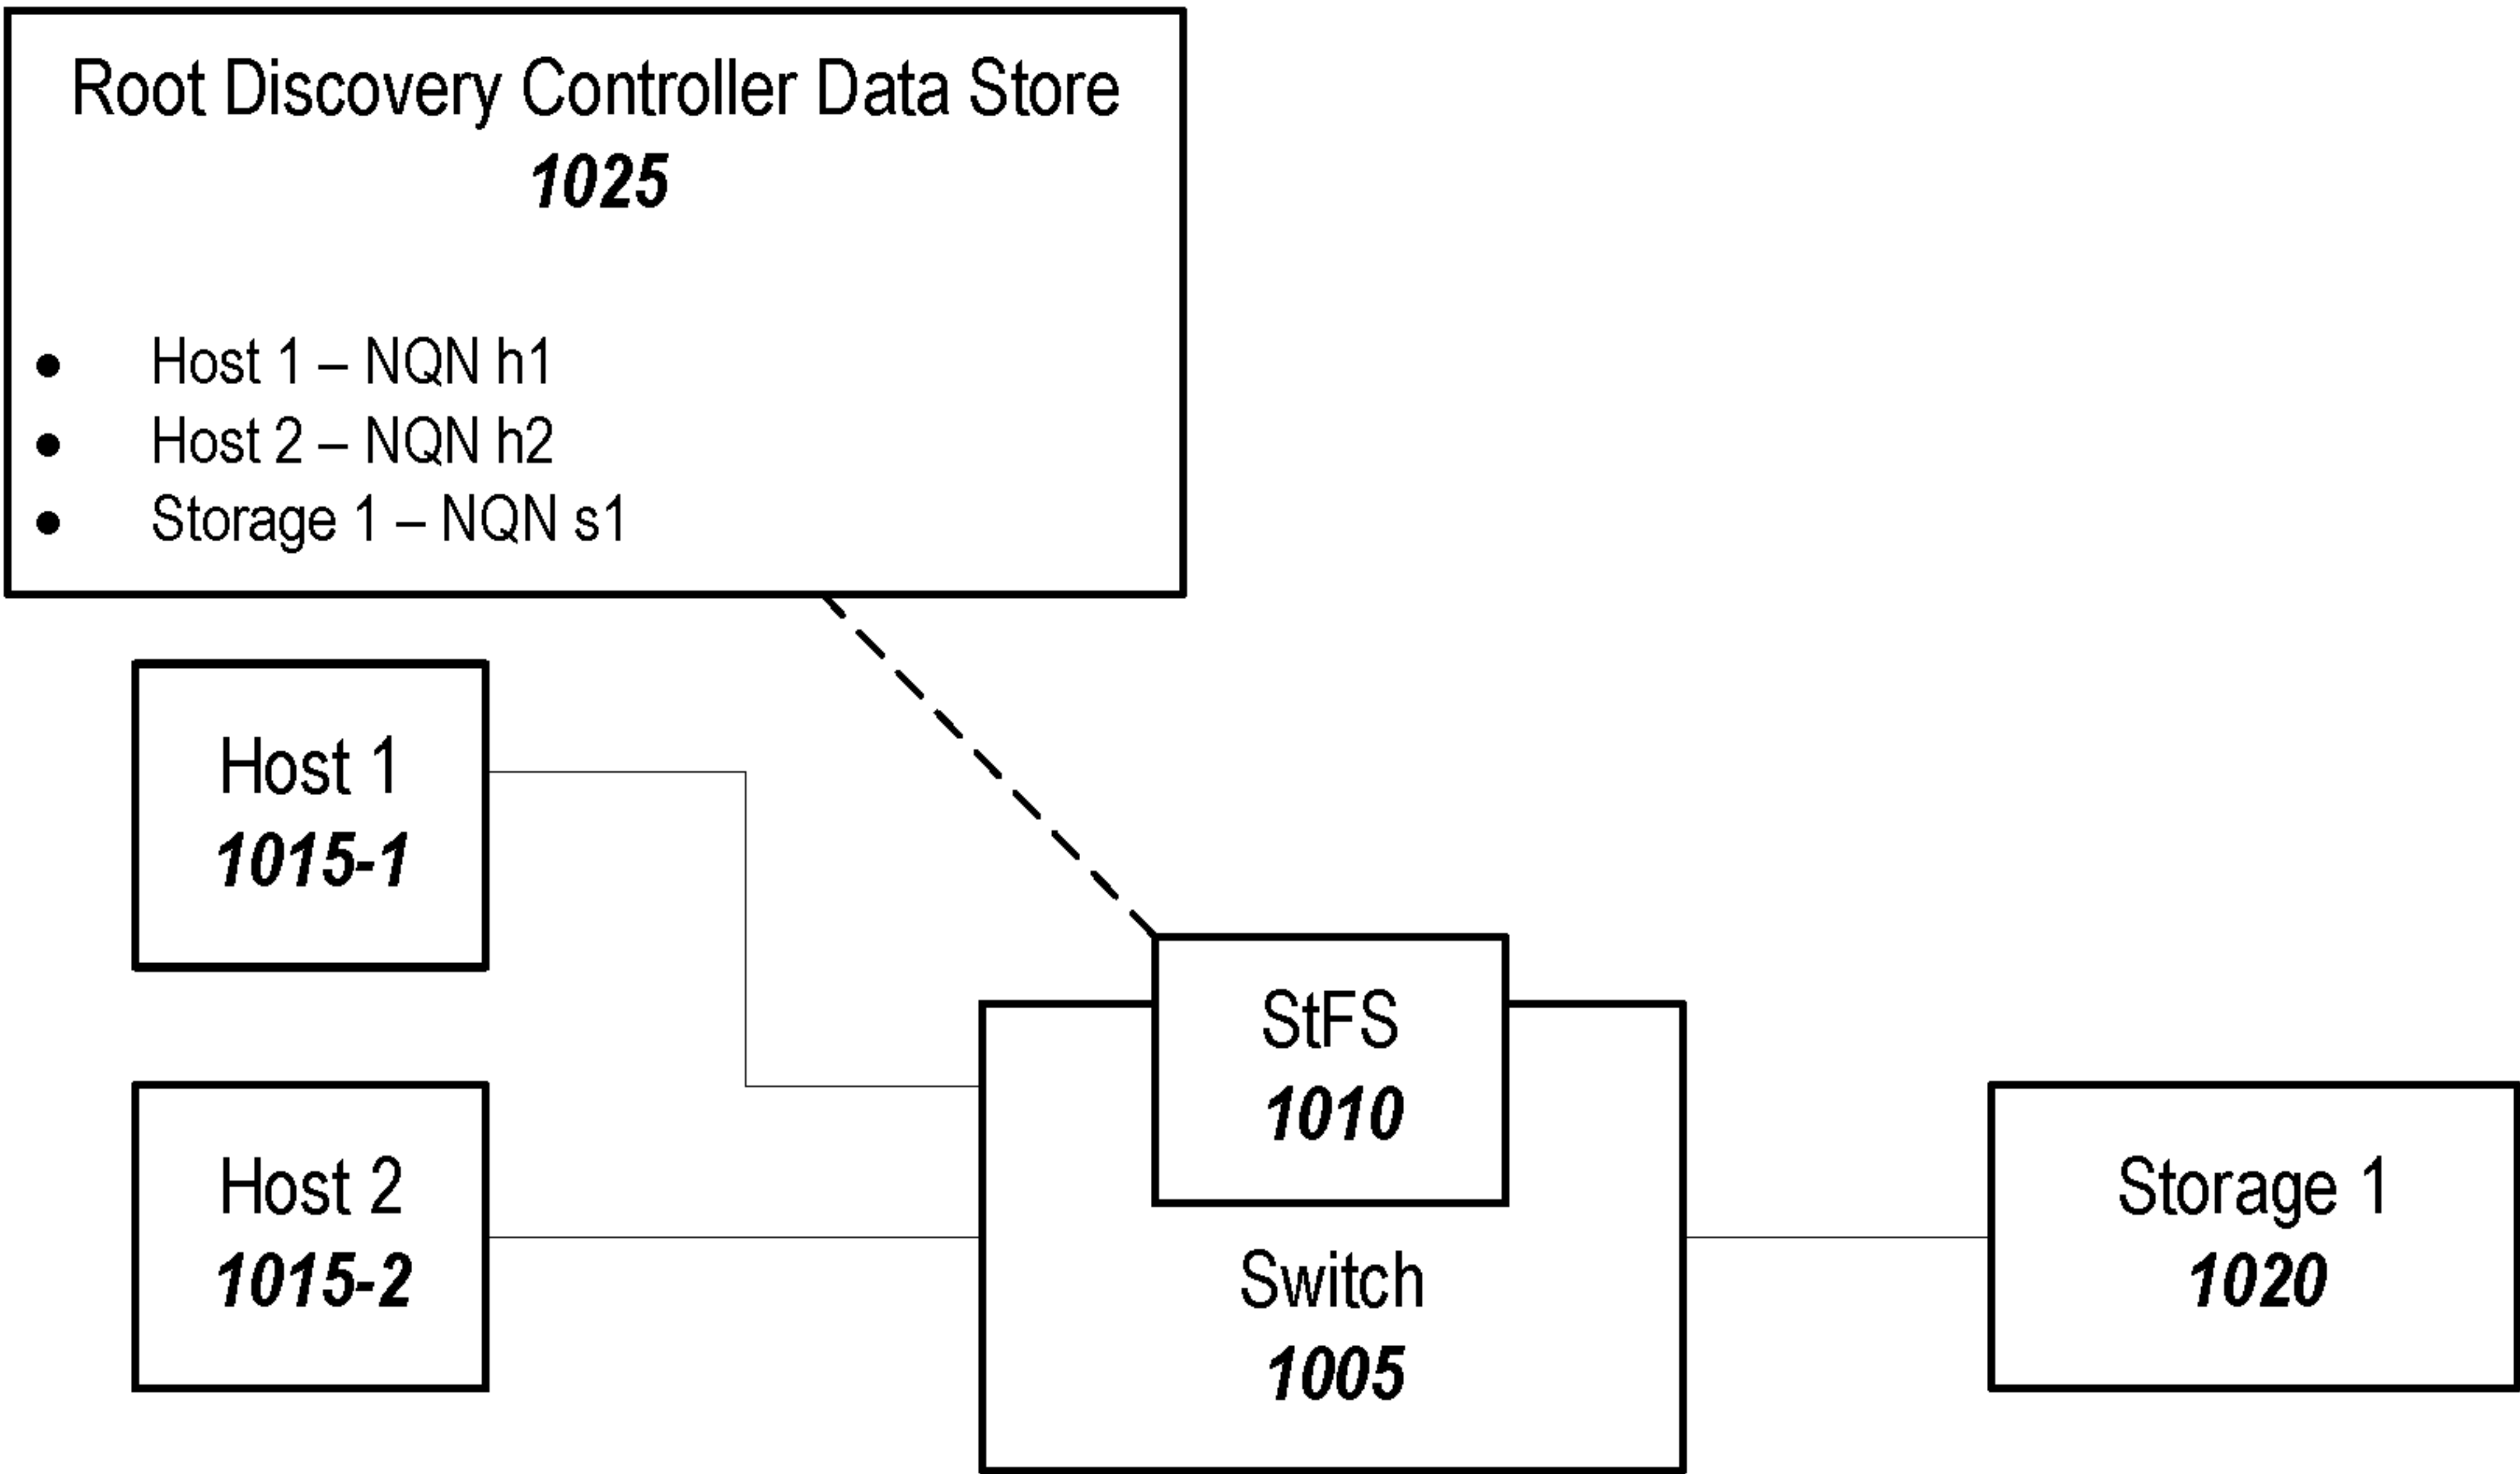 Root Discovery Controller Data Store
1025
• Host 1 – NQN h1
• Host 2 – NQN h2
• Storage 1 – NQN s1
Host 1
1015-1
StFS
1010
Host 2
1015-2
Switch
1005
Storage 1
1020